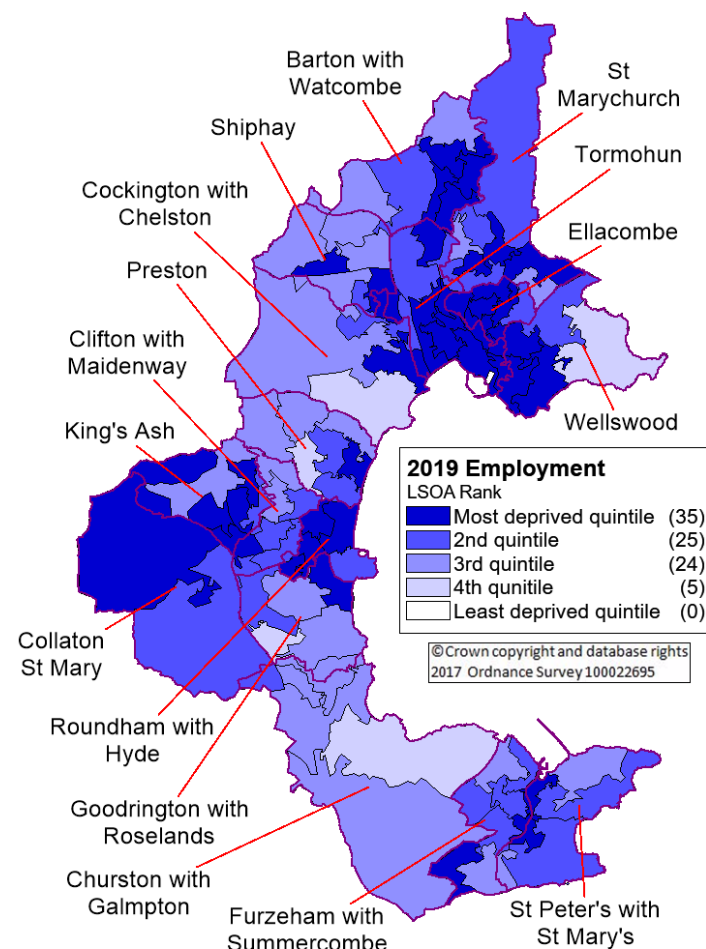 Barton with
Watcombe
St
Marychurch
Shiphay
Tormohun
Cockington with
Chelston
Ellacombe
Preston
Clifton with
Maidenway
Wellswood
King's Ash
2019 Employment
LSOA Rank
Most deprived quintile (35)
2nd quintile (25)
3rd quintile (24)
4th qunitile (5)
Least deprived quintile (0)
©Crown copyright and database rights
2017 Ordnance Survey 100022695
Collaton
St Mary
Roundham with
Hyde
Goodrington with
Roselands
Churston with
Galmpton
Furzeham with
Summercombe
St Peter's with
St Mary's